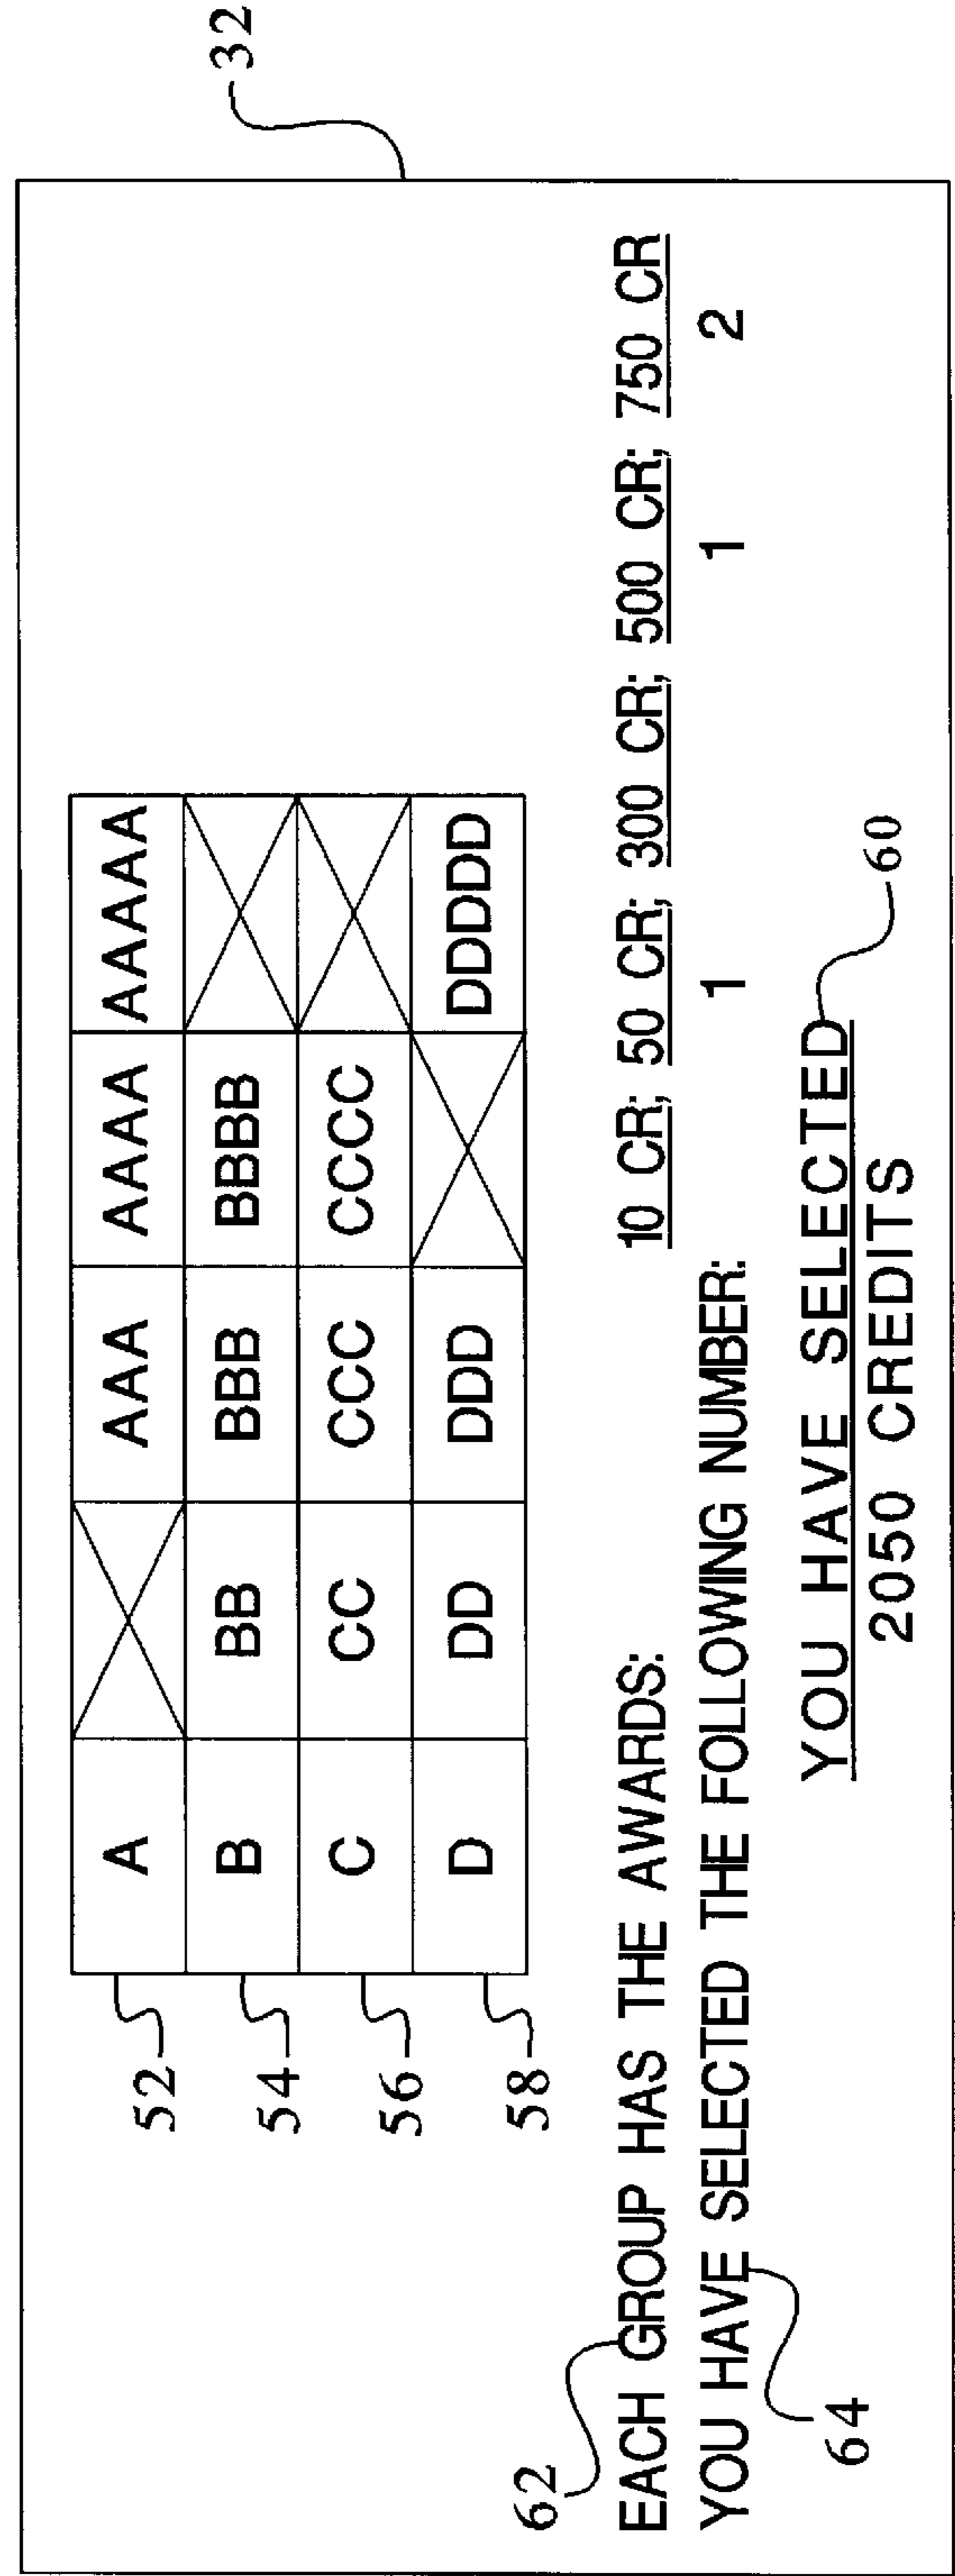 32
52 A AAA AAAA AAAAA
54 B BB BBB BBBB
56 C CC CCC CCCC
58 D DD DDD DDDDD
62
EACH GROUP HAS THE AWARDS: 10 CR; 50 CR; 300 CR; 500 CR; 750 CR
YOU HAVE SELECTED THE FOLLOWING NUMBER: 1 1 2
64
YOU HAVE SELECTED 60
2050 CREDITS